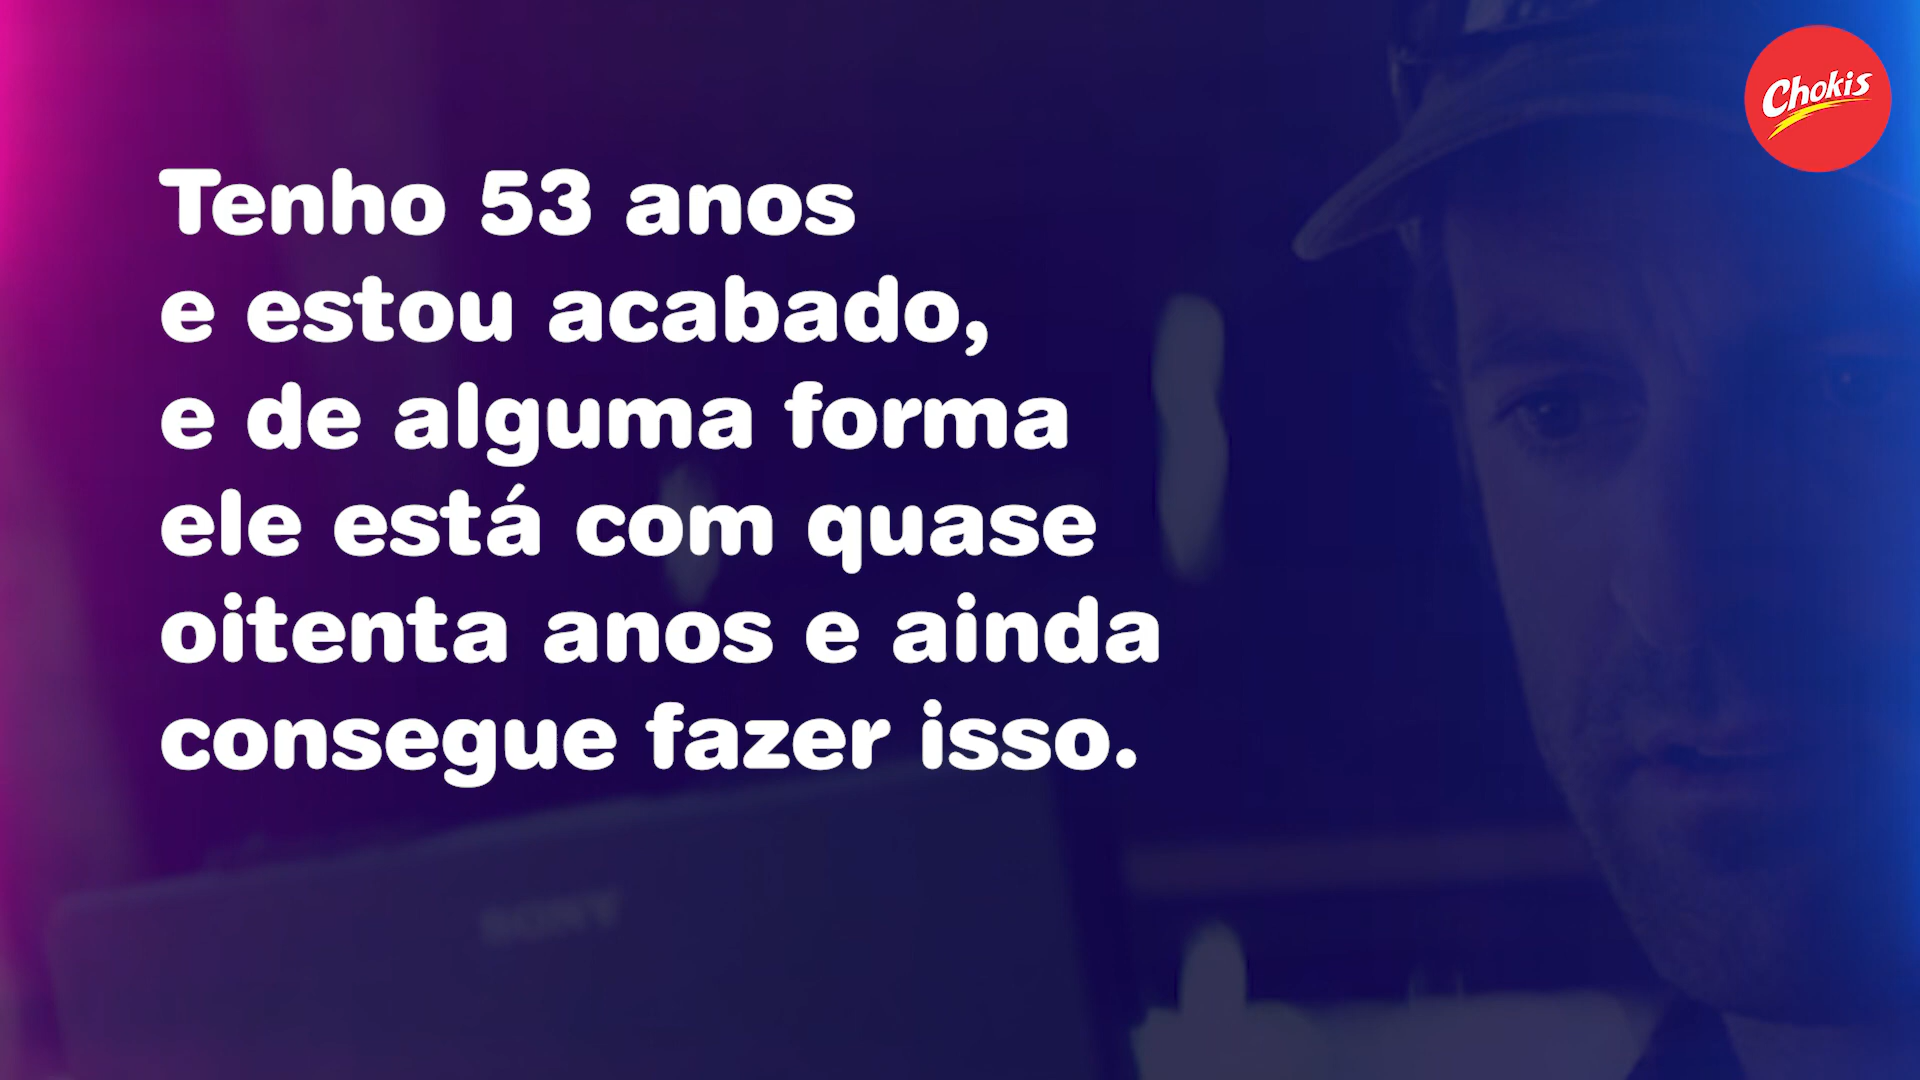 Chokis
Tenho 53 anos
e estou acabado,
e de alguma forma
ele está com quase
oitenta anos e ainda
consegue fazer isso.
SONY